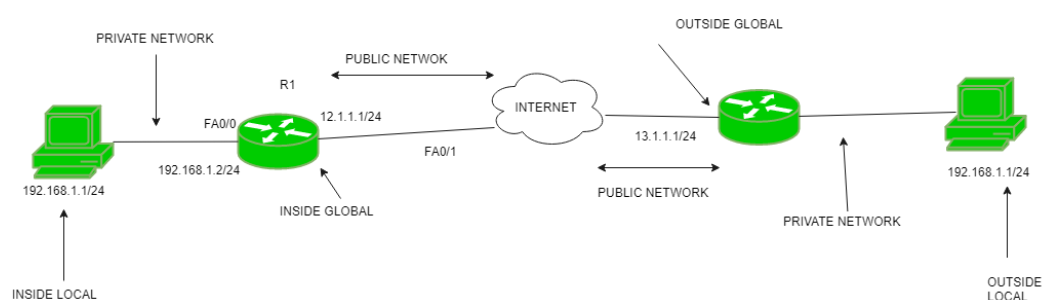 OUTSIDE GLOBAL
PRIVATE NETWORK
PUBLIC NETWOK
R1
INTERNET
12.1.1.1/24
FA0/0
13.1.1.1/24
FA0/1
192.168.1.2/24
192.168.1.1/24
192.168.1.1/24
PUBLIC NETWORK
INSIDE GLOBAL
PRIVATE NETWORK
INSIDE LOCAL
OUTSIDE
LOCAL